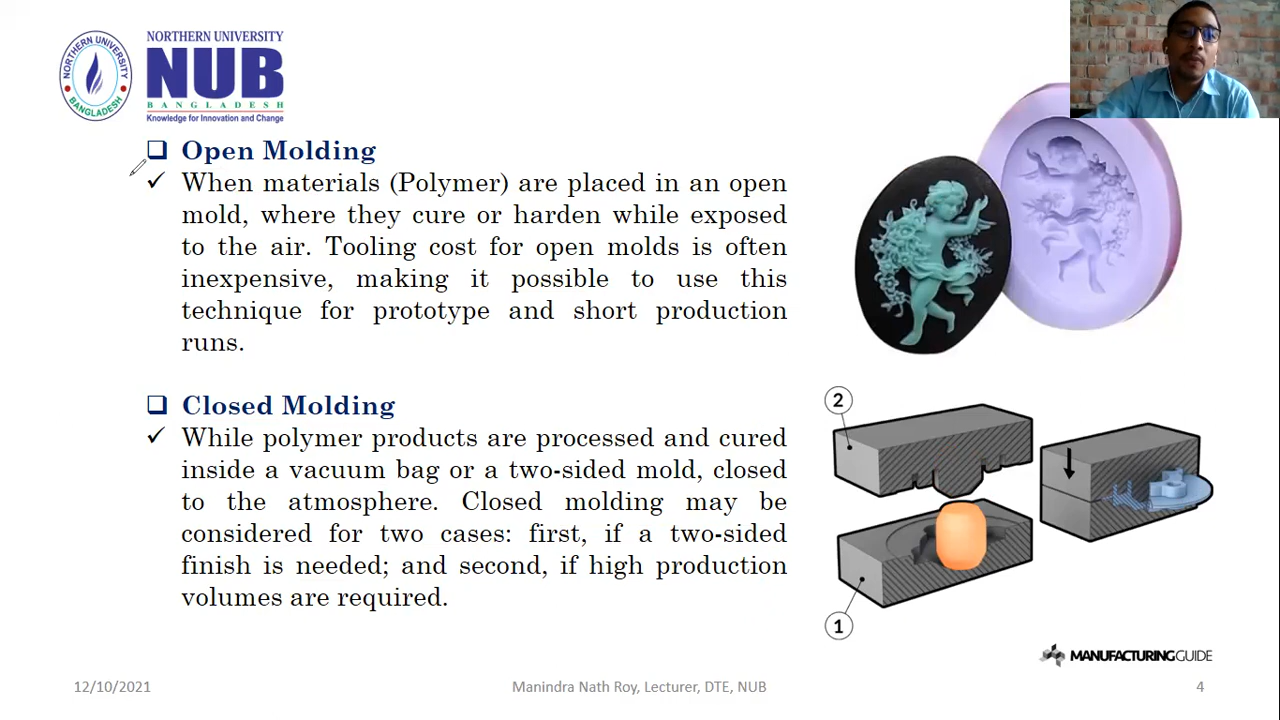 NORTHERN UNIVERSITY
NUB
BANGLADESH
Knowledge for Innovation and Change
NORTHERN UNIVERSITY
BANGLADESH
Open Molding
When materials (Polymer) are placed in an open
mold, where they cure or harden while exposed
to the air. Tooling cost for open molds is often
inexpensive, making it possible to use this
technique for prototype and short production
runs.
Closed Molding
While polymer products are processed and cured
inside a vacuum bag or a two-sided mold, closed
to the atmosphere. Closed molding may be
considered for two cases: first, if a two-sided
finish is needed; and second, if high production
volumes are required.
2
1
MANUFACTURINGGUIDE
12/10/2021
Manindra Nath Roy, Lecturer, DTE, NUB
4